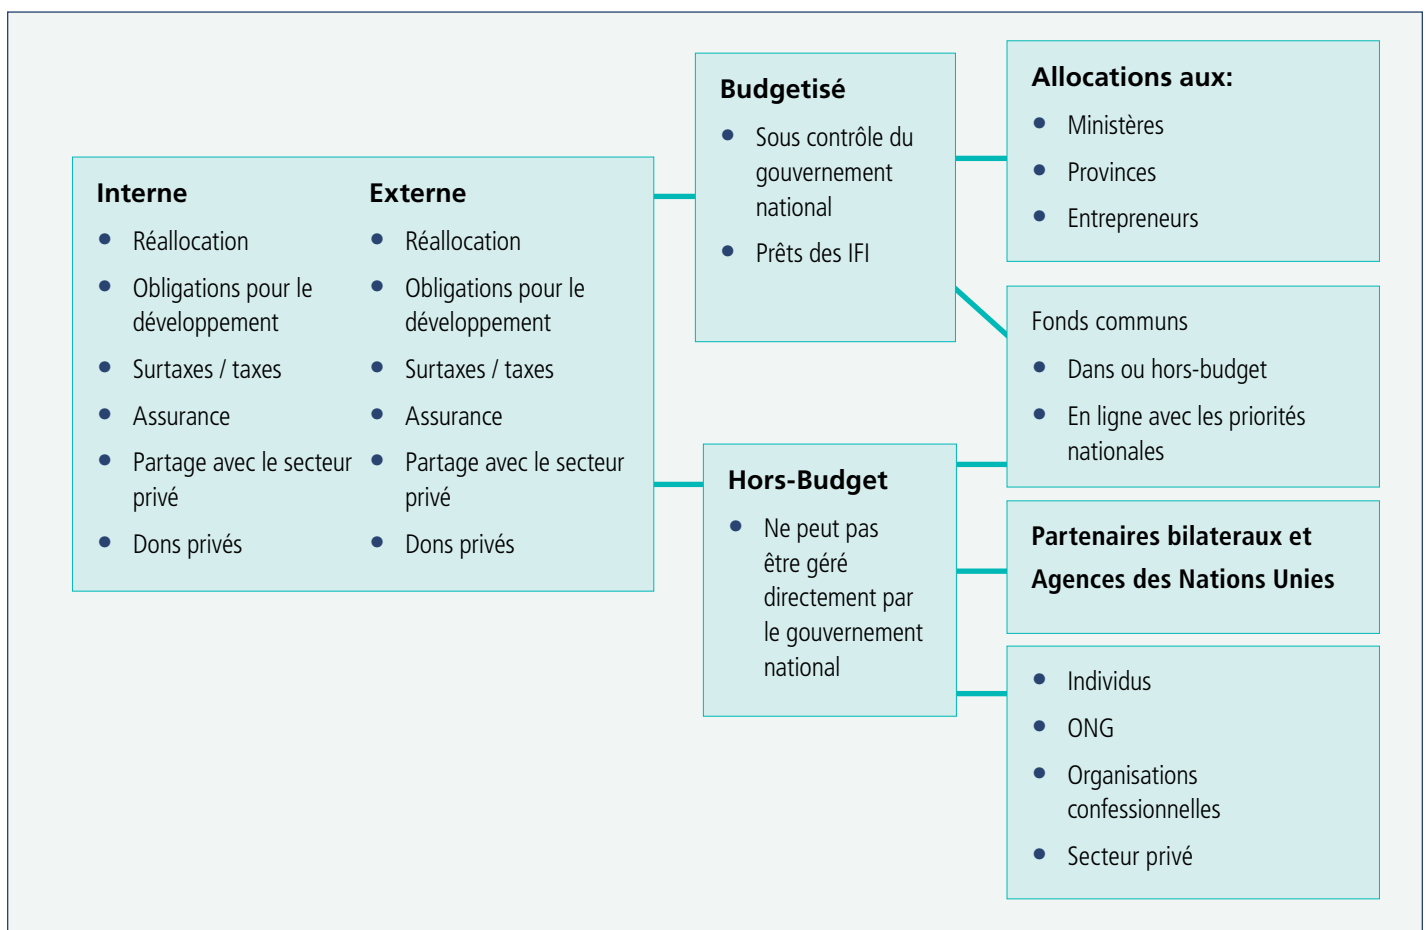 Interne
● Réallocation
● Obligations pour le
développement
● Surtaxes / taxes
● Assurance
● Partage avec le secteur
privé
● Dons privés
Externe
● Réallocation
● Obligations pour le
développement
● Surtaxes / taxes
● Assurance
● Partage avec le secteur
privé
● Dons privés
Budgetisé
● Sous contrôle du
gouvernement
national
● Prêts des IFI
Hors-Budget
● Ne peut pas
être géré
directement par
le gouvernement
national
Allocations aux:
● Ministères
● Provinces
● Entrepreneurs
Fonds communs
● Dans ou hors-budget
● En ligne avec les priorités
nationales
Partenaires bilateraux et
Agences des Nations Unies
● Individus
● ONG
● Organisations
confessionnelles
● Secteur privé